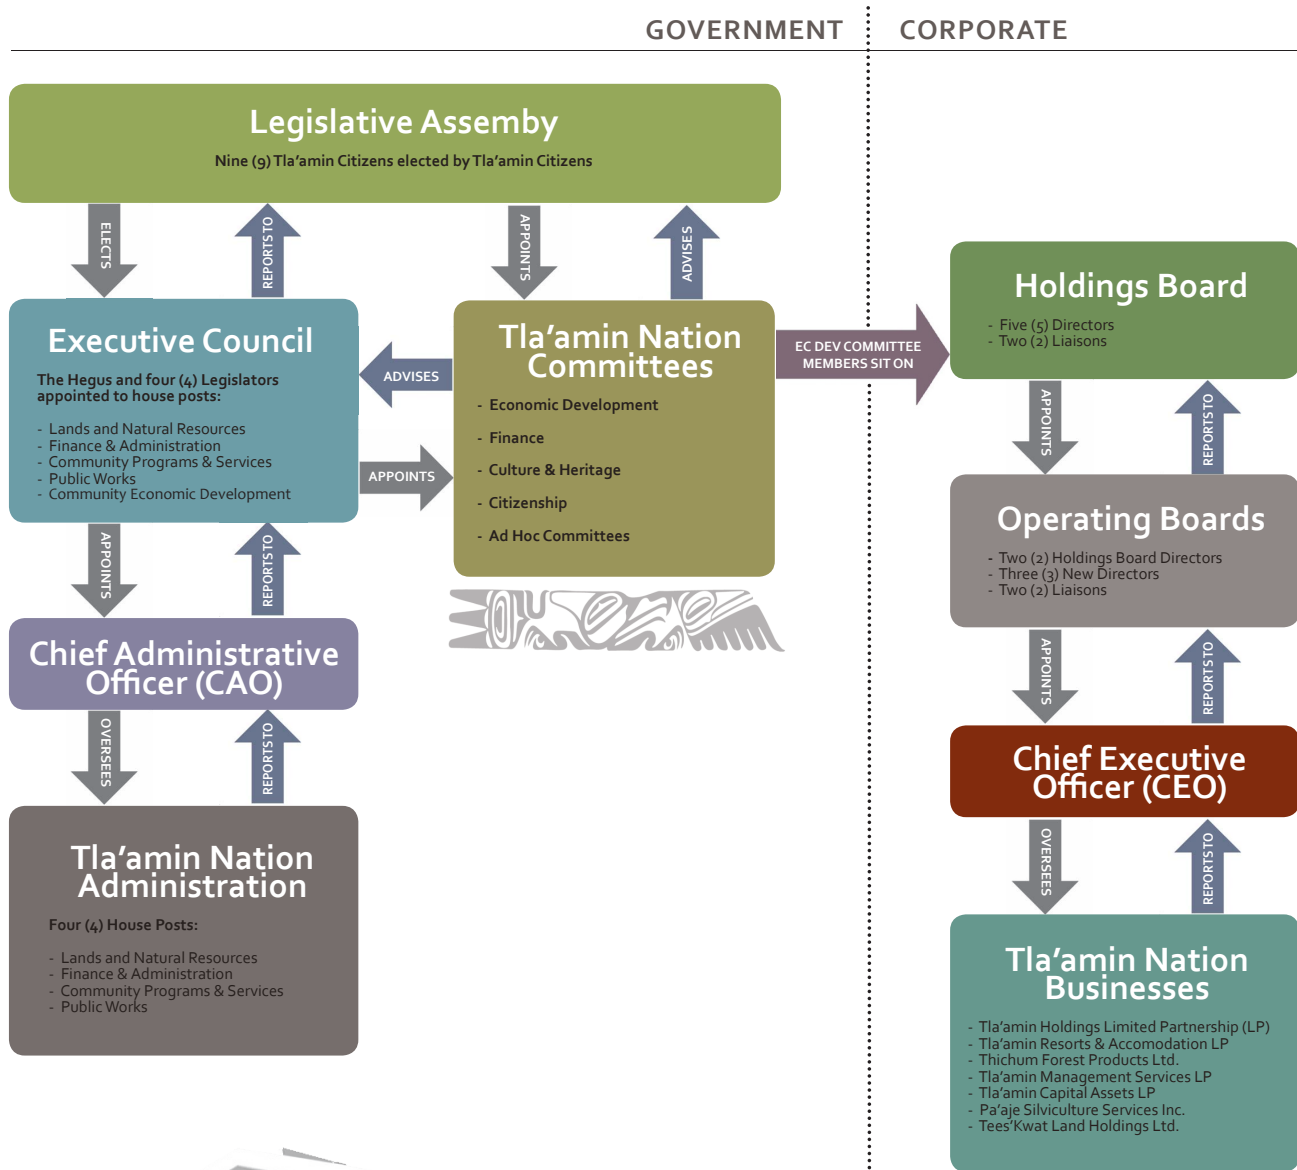 GOVERNMENT
CORPORATE
Legislative Assemby
Nine (9) Tla'amin Citizens elected by Tla'amin Citizens
ELECTS
REPORTS TO
APPOINTS
ADVISES
Executive Council
The Hegus and four (4) Legislators
appointed to house posts:
- Lands and Natural Resources
- Finance & Administration
- Community Programs & Services
- Public Works
- Community Economic Development
ADVISES
APPOINTS
Tla'amin Nation
Committees
- Economic Development
- Finance
- Culture & Heritage
- Citizenship
- Ad Hoc Committees
EC DEV COMMITTEE
MEMBERS SIT ON
APPOINTS
REPORTS TO
Chief Administrative
Officer (CAO)
OVERSEES
REPORTS TO
Tla'amin Nation
Administration
Four (4) House Posts:
- Lands and Natural Resources
- Finance & Administration
- Community Programs & Services
- Public Works
Holdings Board
- Five (5) Directors
- Two (2) Liaisons
APPOINTS
REPORTS TO
Operating Boards
- Two (2) Holdings Board Directors
- Three (3) New Directors
- Two (2) Liaisons
APPOINTS
REPORTS TO
Chief Executive
Officer (CEO)
OVERSEES
REPORTS TO
Tla'amin Nation
Businesses
- Tla'amin Holdings Limited Partnership (LP)
- Tla'amin Resorts & Accomodation LP
- Thichum Forest Products Ltd.
- Tla'amin Management Services LP
- Tla'amin Capital Assets LP
- Pa'aje Silviculture Services Inc.
- Tees'Kwat Land Holdings Ltd.